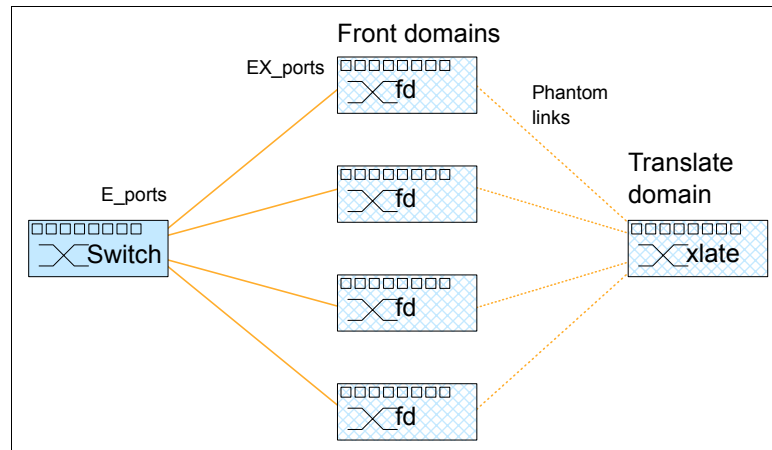 Front domains
EX_ports
fd
Phantom
links
Translate
domain
E_ports
fd
Switch
xlate
fd
fd